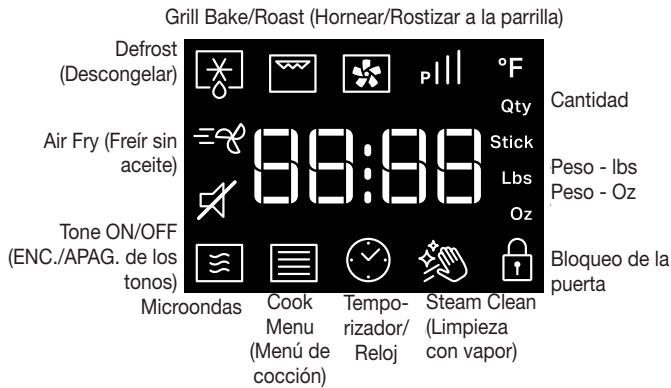 Grill Bake/Roast (Hornear/Rostizar a la parrilla)
Defrost
(Descongelar)
P
°F
Qty
Cantidad
Air Fry (Freír sin
aceite)
88:88
Stick
Lbs
Peso - lbs
Peso - Oz
Oz
Tone ON/OFF
(ENC./APAG. de los
tonos)
Bloqueo de la
puerta
Microondas
Cook
Menu
(Menú de
cocción)
Tempo-
rizador/
Reloj
Steam Clean
(Limpieza
con vapor)